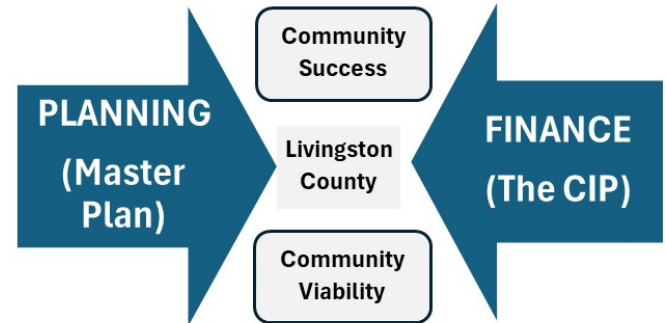 PLANNING
(Master
Plan)
Community
Success
Livingston
County
Community
Viability
FINANCE
(The CIP)